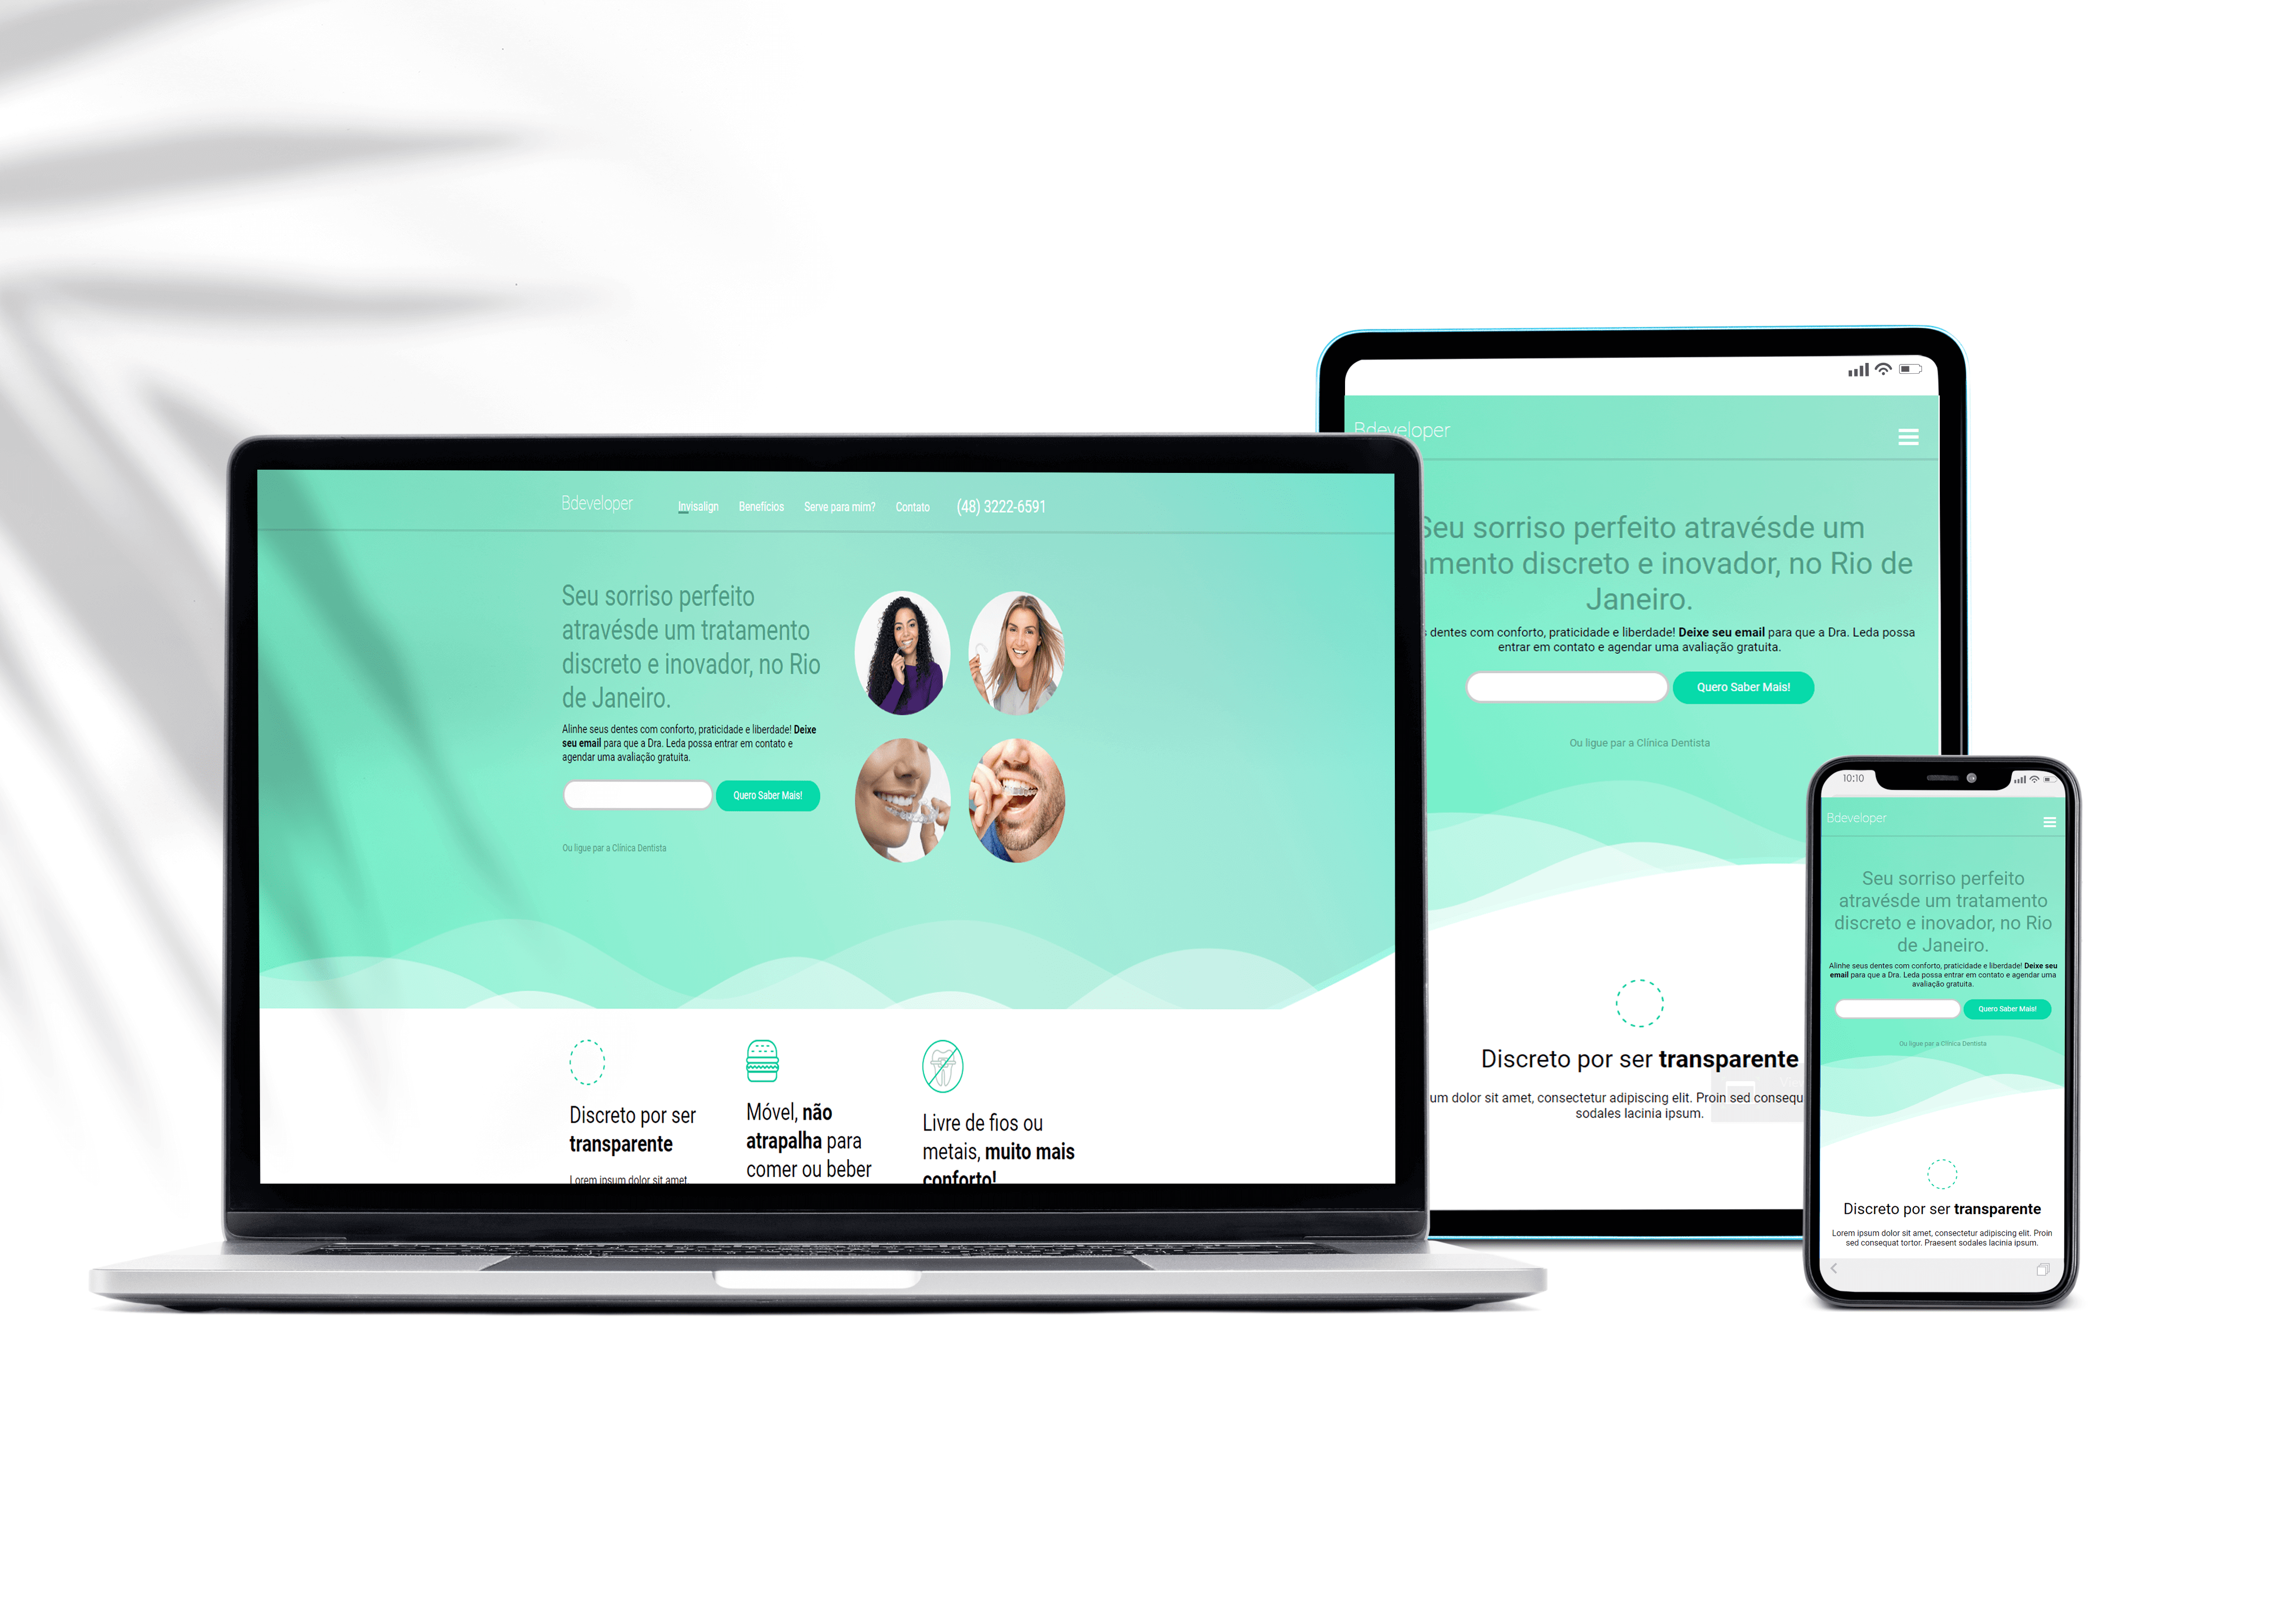 Bdeveloper Invisalign Benefícios Serve para mim? Contato (48) 3222-6591
Seu sorriso perfeito
atravésde um tratamento
discreto e inovador, no Rio
de Janeiro.
Alinhe seus dentes com conforto, praticidade e liberdade! Deixe
seu email para que a Dra. Leda possa entrar em contato e
agendar uma avaliação gratuita.
Quero Saber Mais!
Ou ligue par a Clínica Dentista
Discreto por ser
transparente
Lorem ipsum dolor sit amet,
Móvel, não
atrapalha para
comer ou beber
Livre de fios ou
metais, muito mais
conforto!
Bdeveloper
Seu sorriso perfeito atravésde um
amento discreto e inovador, no Rio de
Janeiro.
dentes com conforto, praticidade e liberdade! Deixe seu email para que a Dra. Leda possa
entrar em contato e agendar uma avaliação gratuita.
Quero Saber Mais!
Ou ligue par a Clínica Dentista
Discreto por ser transparente
um dolor sit amet, consectetur adipiscing elit. Proin sed consequ
sodales lacinia ipsum.
10:10
Bdeveloper
Seu sorriso perfeito
atravésde um tratamento
discreto e inovador, no Rio
de Janeiro.
Alinhe seus dentes com conforto, praticidade e liberdade! Deixe seu
email para que a Dra. Leda possa entrar em contato e agendar uma
avaliação gratuita.
Quero Saber Mais!
Ou ligue par a Clínica Dentista
Discreto por ser transparente
Lorem ipsum dolor sit amet, consectetur adipiscing elit. Proin
sed consequat tortor. Praesent sodales lacinia ipsum.